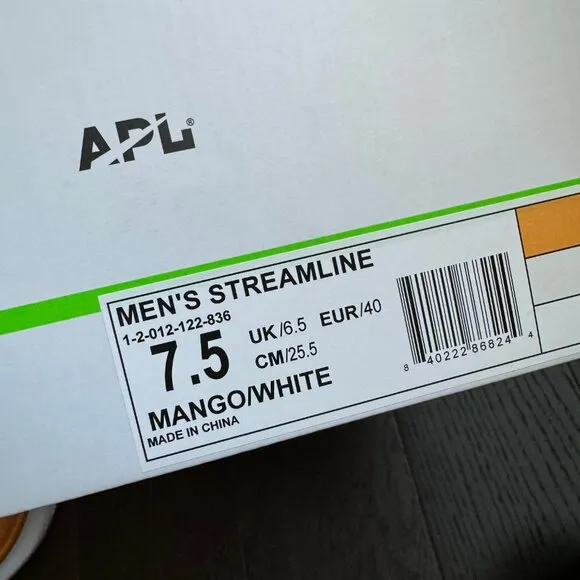 APL®
MEN'S STREAMLINE
1-2-012-122-836
7.5 UK/6.5 EUR/40
CM/25.5
MANGO/WHITE
MADE IN CHINA
8 40222 86824 4